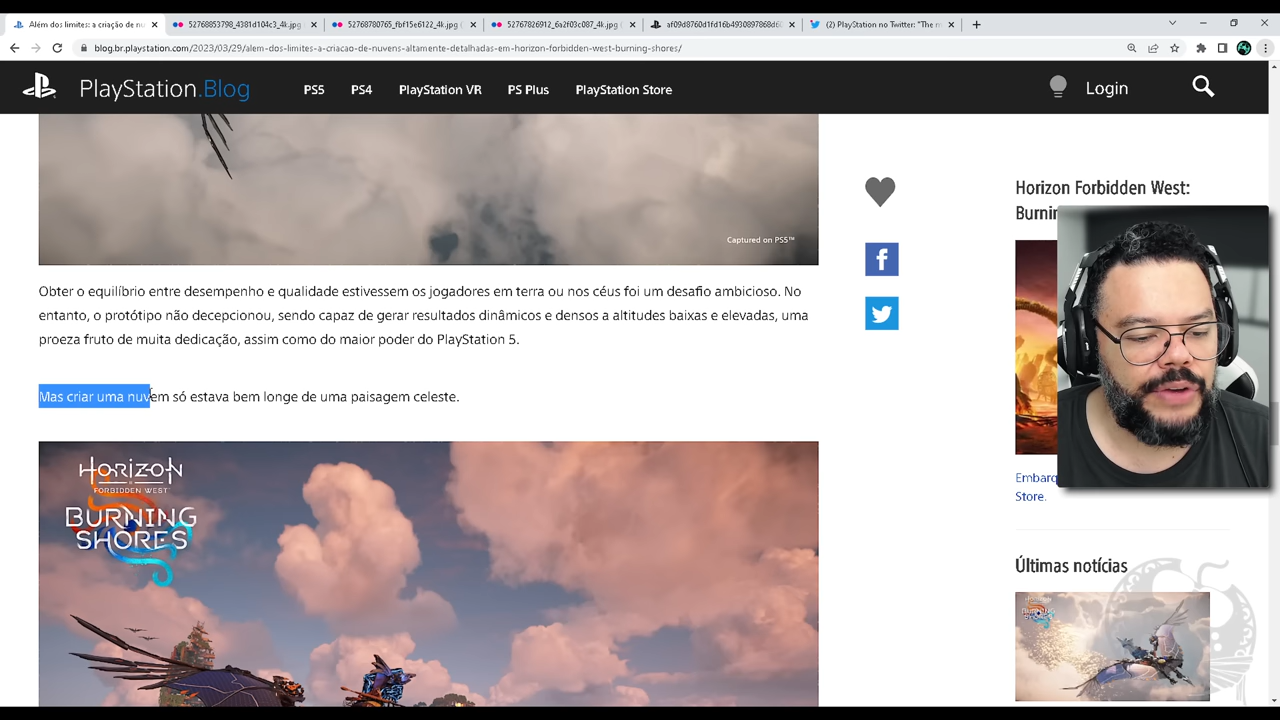 Além dos limites: a criação de nu
52768853798_4381d104c3_4k.jpg (
52768780765_fbf15e6122_4k.jpg (
52767826912_6a2f03c087_4k.jpg (
af09d8760d1fd16b4930897868d6
(2) PlayStation no Twitter: "The m
blog.br.playstation.com/2023/03/29/alem-dos-limites-a-criacao-de-nuvens-altamente-detalhadas-em-horizon-forbidden-west-burning-shores/
PlayStation.Blog
PS5
PS4
PlayStation VR
PS Plus
PlayStation Store
Login
Captured on PS5™
Obter o equilíbrio entre desempenho e qualidade estivessem os jogadores em terra ou nos céus foi um desafio ambicioso. No
entanto, o protótipo não decepcionou, sendo capaz de gerar resultados dinâmicos e densos a altitudes baixas e elevadas, uma
proeza fruto de muita dedicação, assim como do maior poder do PlayStation 5.
Mas criar uma nuvem só estava bem longe de uma paisagem celeste.
HORIZON
FORBIDDEN WEST
BURNING
SHORES
Horizon Forbidden West:
Burnin
Embarq
Store.
Últimas notícias